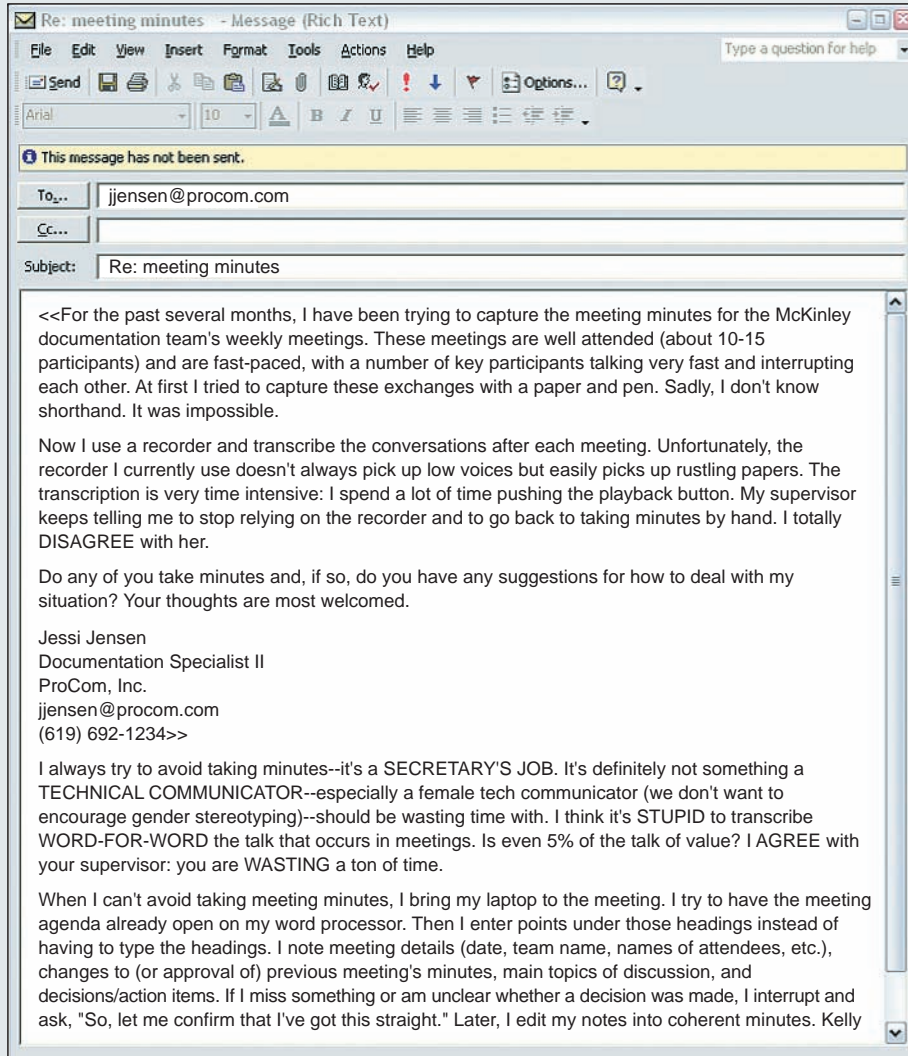 Re: meeting minutes - Message (Rich Text)
File Edit View Insert Format Tools Actions Help Type a question for help
Send Options...
Arial 10 A B I U
This message has not been sent.
To... jjensen@procom.com
Cc...
Subject: Re: meeting minutes
<<For the past several months, I have been trying to capture the meeting minutes for the McKinley
documentation team's weekly meetings. These meetings are well attended (about 10-15
participants) and are fast-paced, with a number of key participants talking very fast and interrupting
each other. At first I tried to capture these exchanges with a paper and pen. Sadly, I don't know
shorthand. It was impossible.
Now I use a recorder and transcribe the conversations after each meeting. Unfortunately, the
recorder I currently use doesn't always pick up low voices but easily picks up rustling papers. The
transcription is very time intensive: I spend a lot of time pushing the playback button. My supervisor
keeps telling me to stop relying on the recorder and to go back to taking minutes by hand. I totally
DISAGREE with her.
Do any of you take minutes and, if so, do you have any suggestions for how to deal with my
situation? Your thoughts are most welcomed.
Jessi Jensen
Documentation Specialist II
ProCom, Inc.
jjensen@procom.com
(619) 692-1234>>
I always try to avoid taking minutes--it's a SECRETARY'S JOB. It's definitely not something a
TECHNICAL COMMUNICATOR--especially a female tech communicator (we don't want to
encourage gender stereotyping)--should be wasting time with. I think it's STUPID to transcribe
WORD-FOR-WORD the talk that occurs in meetings. Is even 5% of the talk of value? I AGREE with
your supervisor: you are WASTING a ton of time.
When I can't avoid taking meeting minutes, I bring my laptop to the meeting. I try to have the meeting
agenda already open on my word processor. Then I enter points under those headings instead of
having to type the headings. I note meeting details (date, team name, names of attendees, etc.),
changes to (or approval of) previous meeting's minutes, main topics of discussion, and
decisions/action items. If I miss something or am unclear whether a decision was made, I interrupt and
ask, "So, let me confirm that I've got this straight." Later, I edit my notes into coherent minutes. Kelly